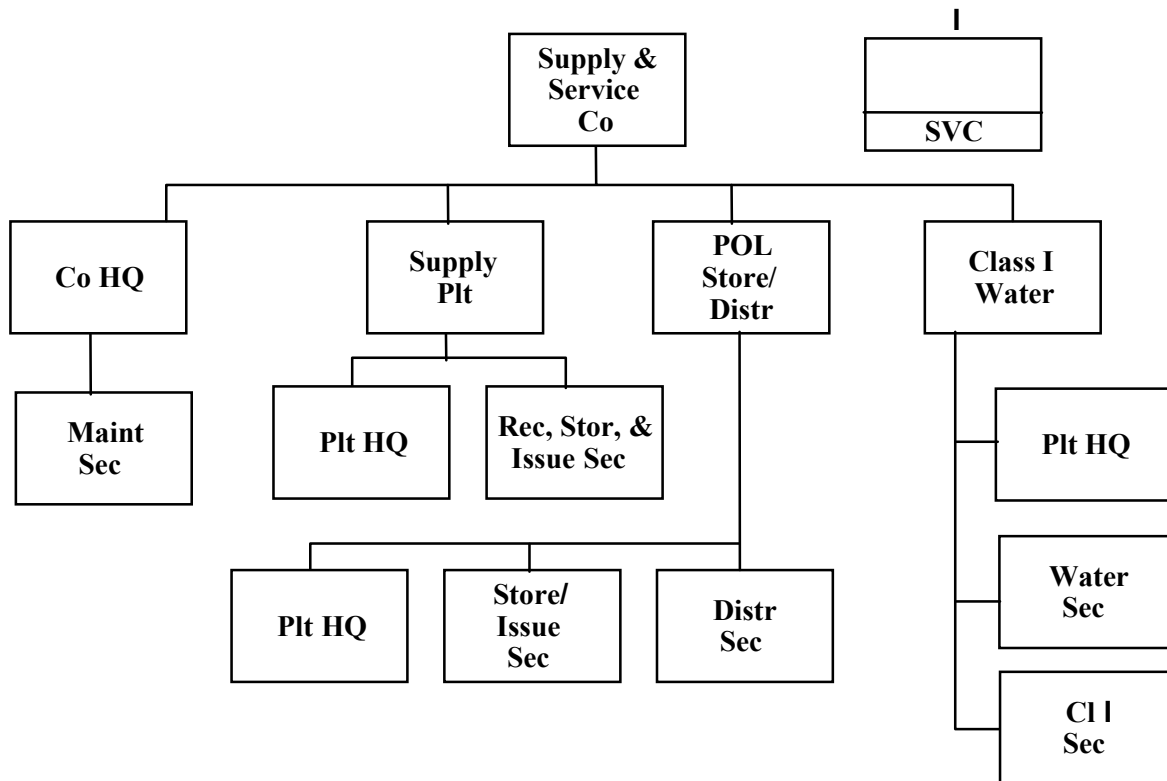 I
Supply &
Service
Co
SVC
Co HQ
Supply
Plt
POL
Store/
Distr
Class I
Water
Maint
Sec
Plt HQ
Rec, Stor, &
Issue Sec
Plt HQ
Plt HQ
Store/
Issue
Sec
Distr
Sec
Water
Sec
Cl I
Sec